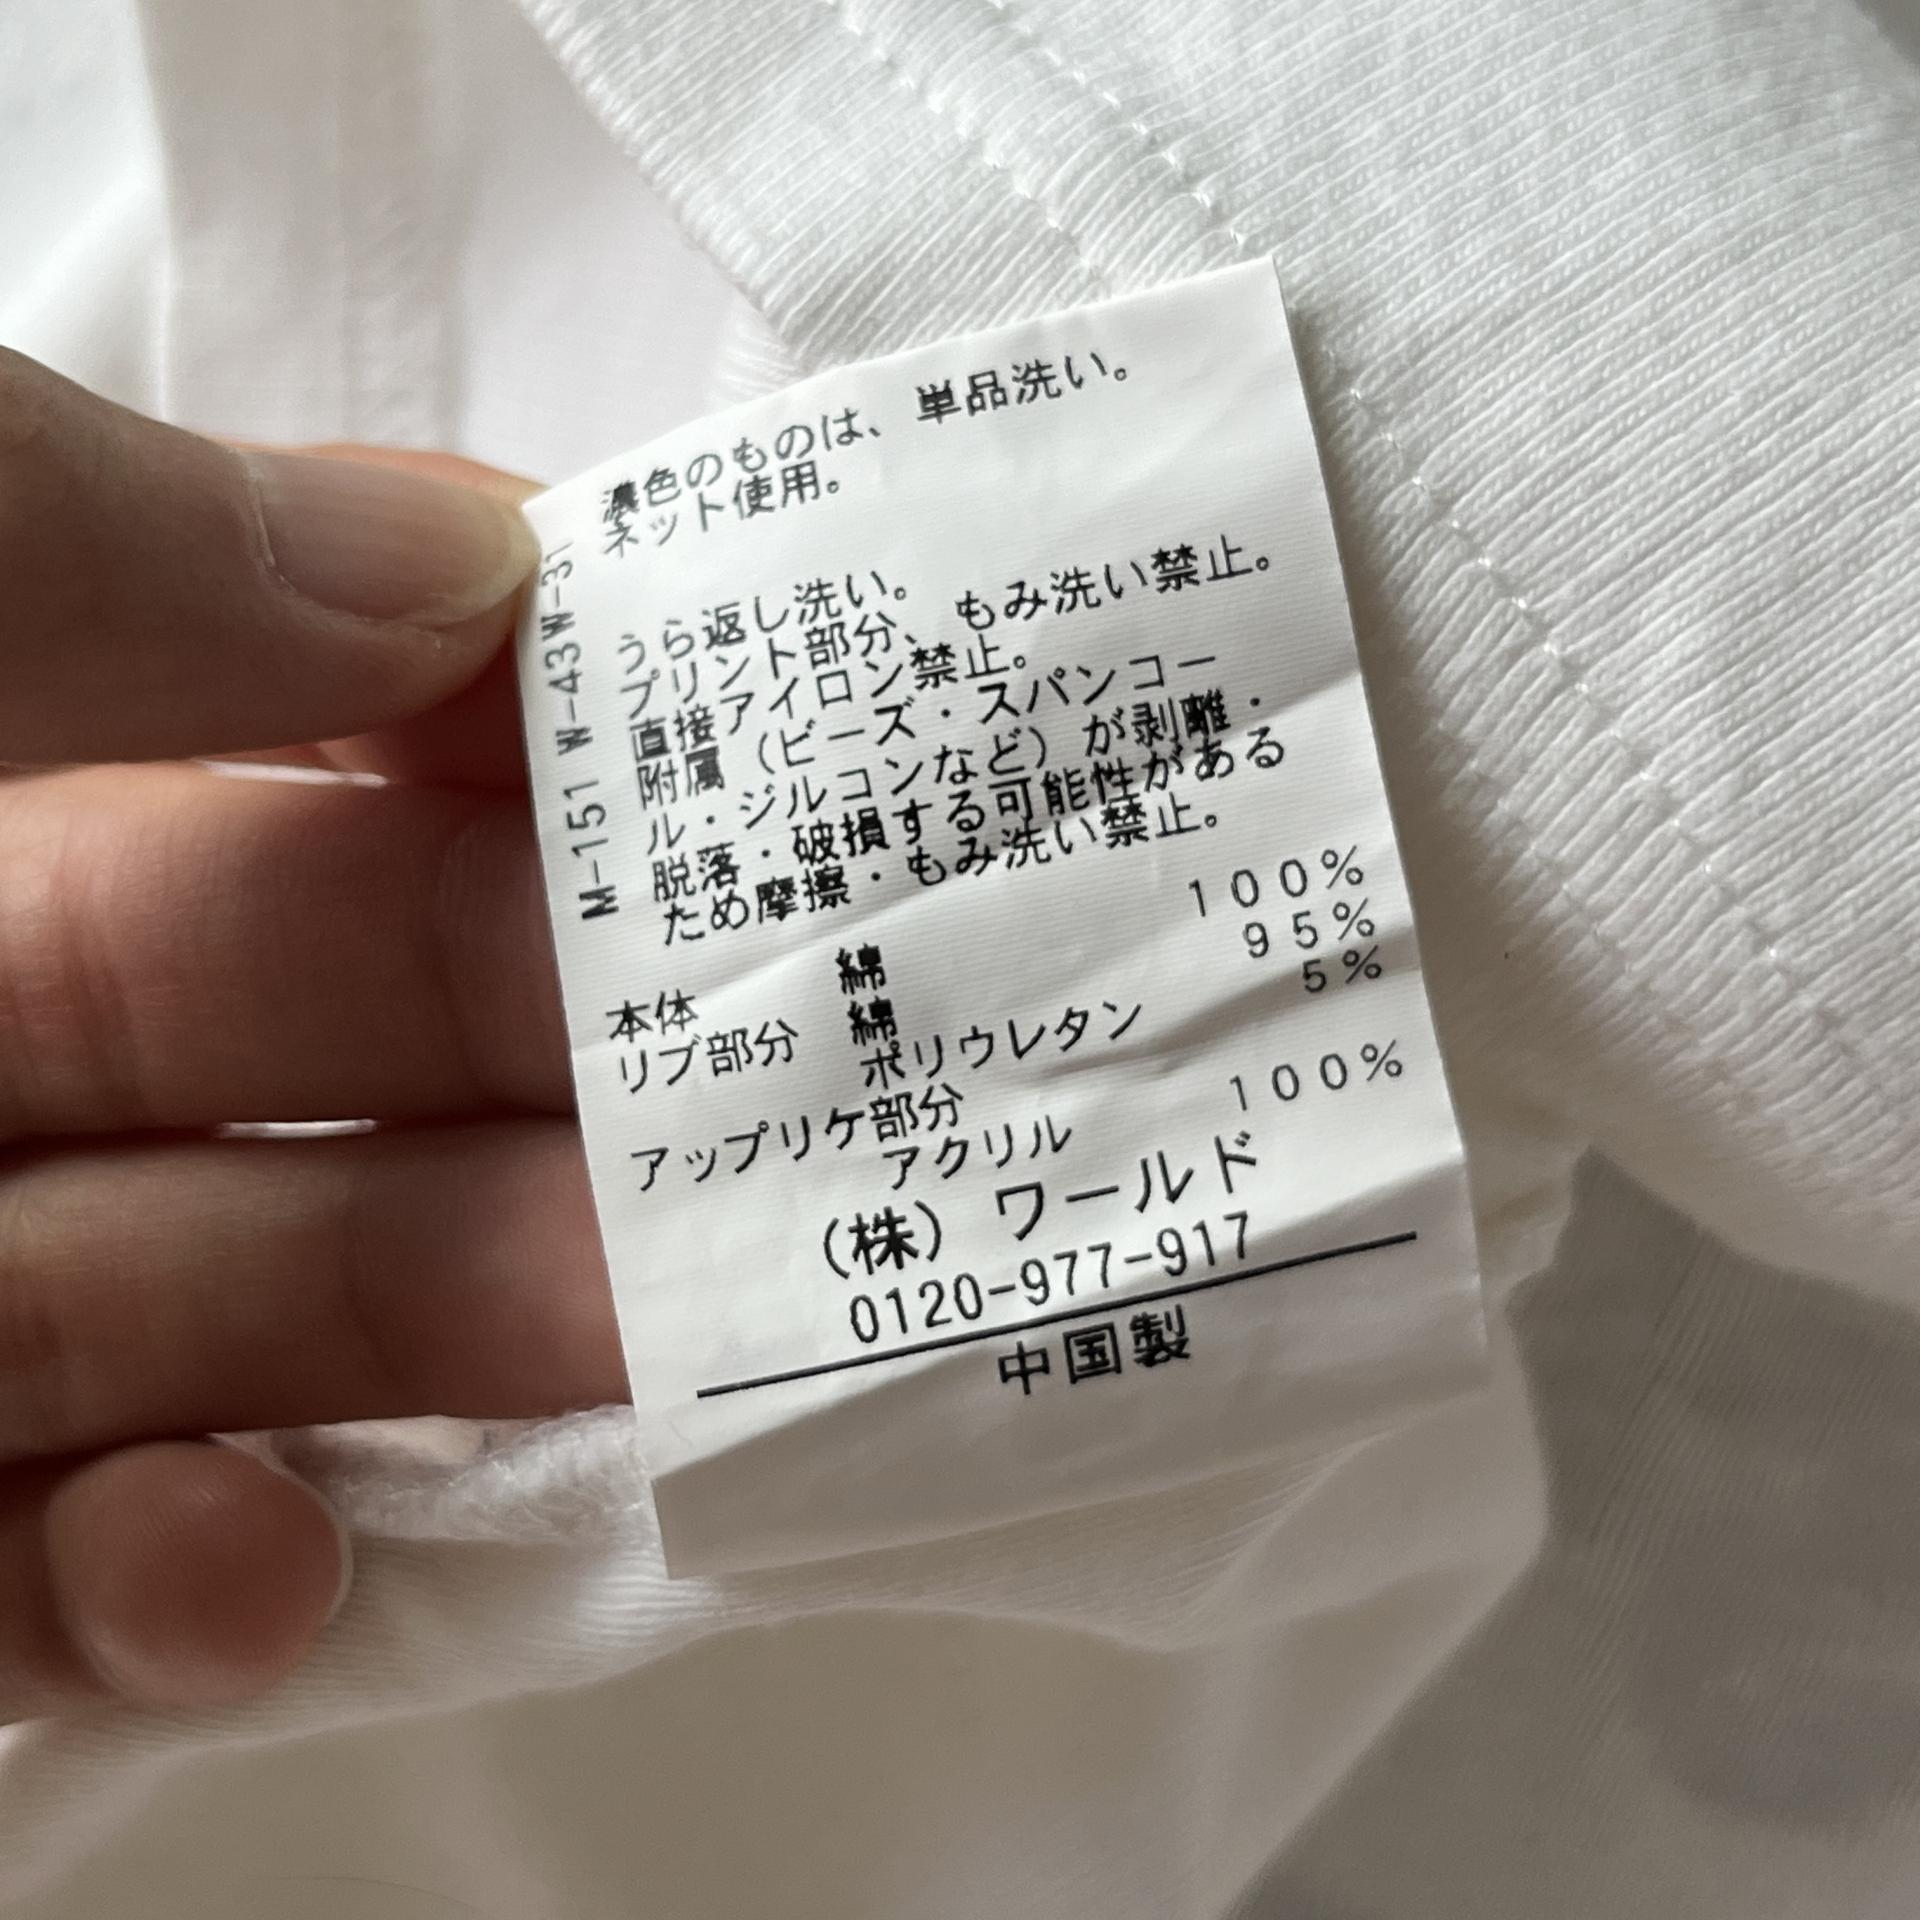 濃色のものは、単品洗い。
ネット使用。
うら返し洗い。
プリント部分、もみ洗い禁止。
直接アイロン禁止。
附属（ビーズ・スパンコー
ル・ジルコンなど）が剥離・
脱落・破損する可能性がある
ため摩擦・もみ洗い禁止。
本体 綿 100%
リブ部分 綿 95%
ポリウレタン 5%
アップリケ部分
アクリル 100%
（株）ワールド
0120-977-917
中国製
M-151 W-43W-31